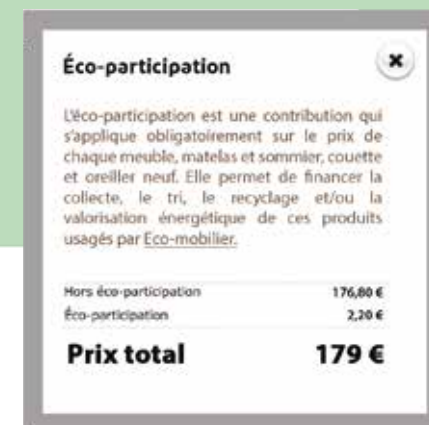 Éco-participation
L'éco-participation est une contribution qui
s'applique obligatoirement sur le prix de
chaque meuble, matelas et sommier, couette
et oreiller neuf. Elle permet de financer la
collecte, le tri, le recyclage et/ou la
valorisation énergétique de ces produits
usagés par Eco-mobilier.
Hors éco-participation 176,80 €
Éco-participation 2,20 €
Prix total 179 €